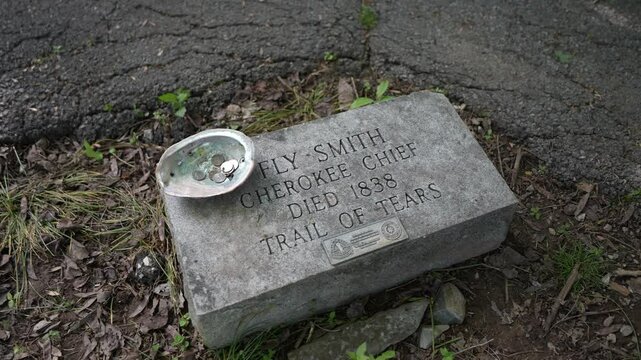 FLY · SMITH
CHEROKEE CHIEF
DIED 1838
TRAIL OF TEARS